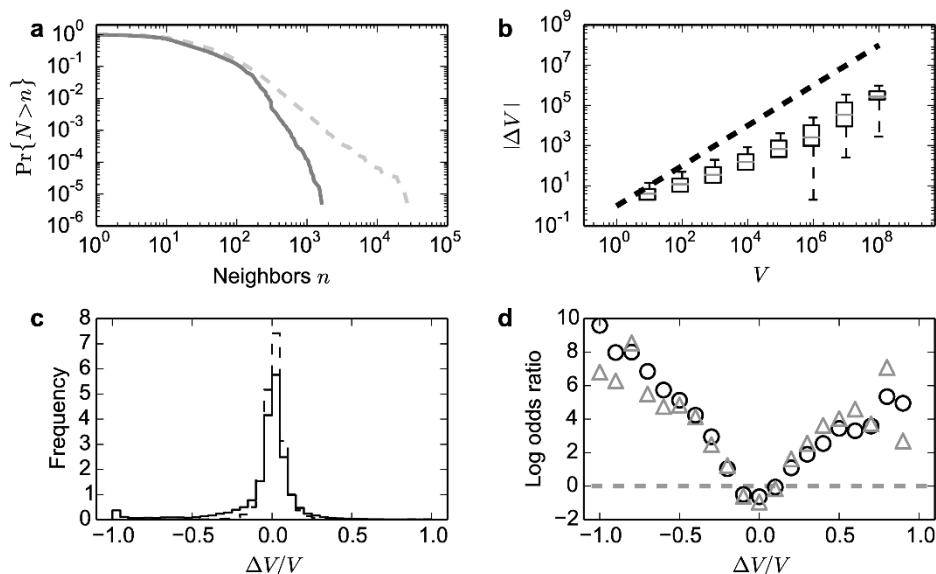 a
10^0
10^-1
10^-2
10^-3
10^-4
10^-5
10^-6
Pr{N>n}
10^0 10^1 10^2 10^3 10^4 10^5
Neighbors n
b
10^9
10^7
10^5
10^3
10^1
10^-1
|ΔV|
10^0 10^2 10^4 10^6 10^8
V
c
8
7
6
5
4
3
2
1
0
Frequency
−1.0 −0.5 0.0 0.5 1.0
ΔV/V
d
10
8
6
4
2
0
−2
Log odds ratio
−1.0 −0.5 0.0 0.5 1.0
ΔV/V